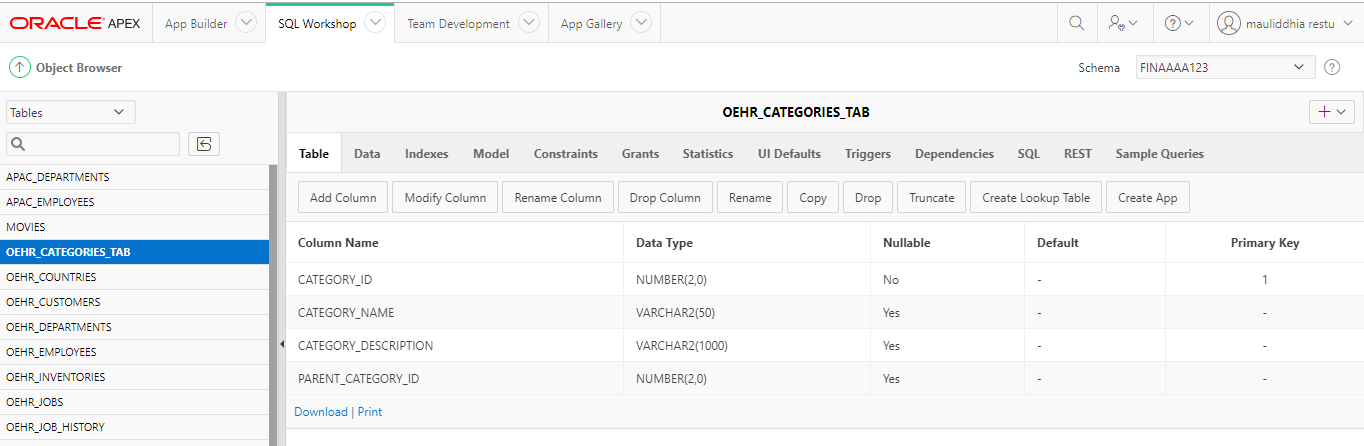 ORACLE APEX App Builder SQL Workshop Team Development App Gallery mauliddhia restu
Object Browser Schema FINAAAA123
Tables
OEHR_CATEGORIES_TAB
Table Data Indexes Model Constraints Grants Statistics UI Defaults Triggers Dependencies SQL REST Sample Queries
APAC_DEPARTMENTS
APAC_EMPLOYEES
MOVIES
OEHR_CATEGORIES_TAB
OEHR_COUNTRIES
OEHR_CUSTOMERS
OEHR_DEPARTMENTS
OEHR_EMPLOYEES
OEHR_INVENTORIES
OEHR_JOBS
OEHR_JOB_HISTORY
Add Column Modify Column Rename Column Drop Column Rename Copy Drop Truncate Create Lookup Table Create App
Column Name Data Type Nullable Default Primary Key
CATEGORY_ID NUMBER(2,0) No - 1
CATEGORY_NAME VARCHAR2(50) Yes - -
CATEGORY_DESCRIPTION VARCHAR2(1000) Yes - -
PARENT_CATEGORY_ID NUMBER(2,0) Yes - -
Download | Print